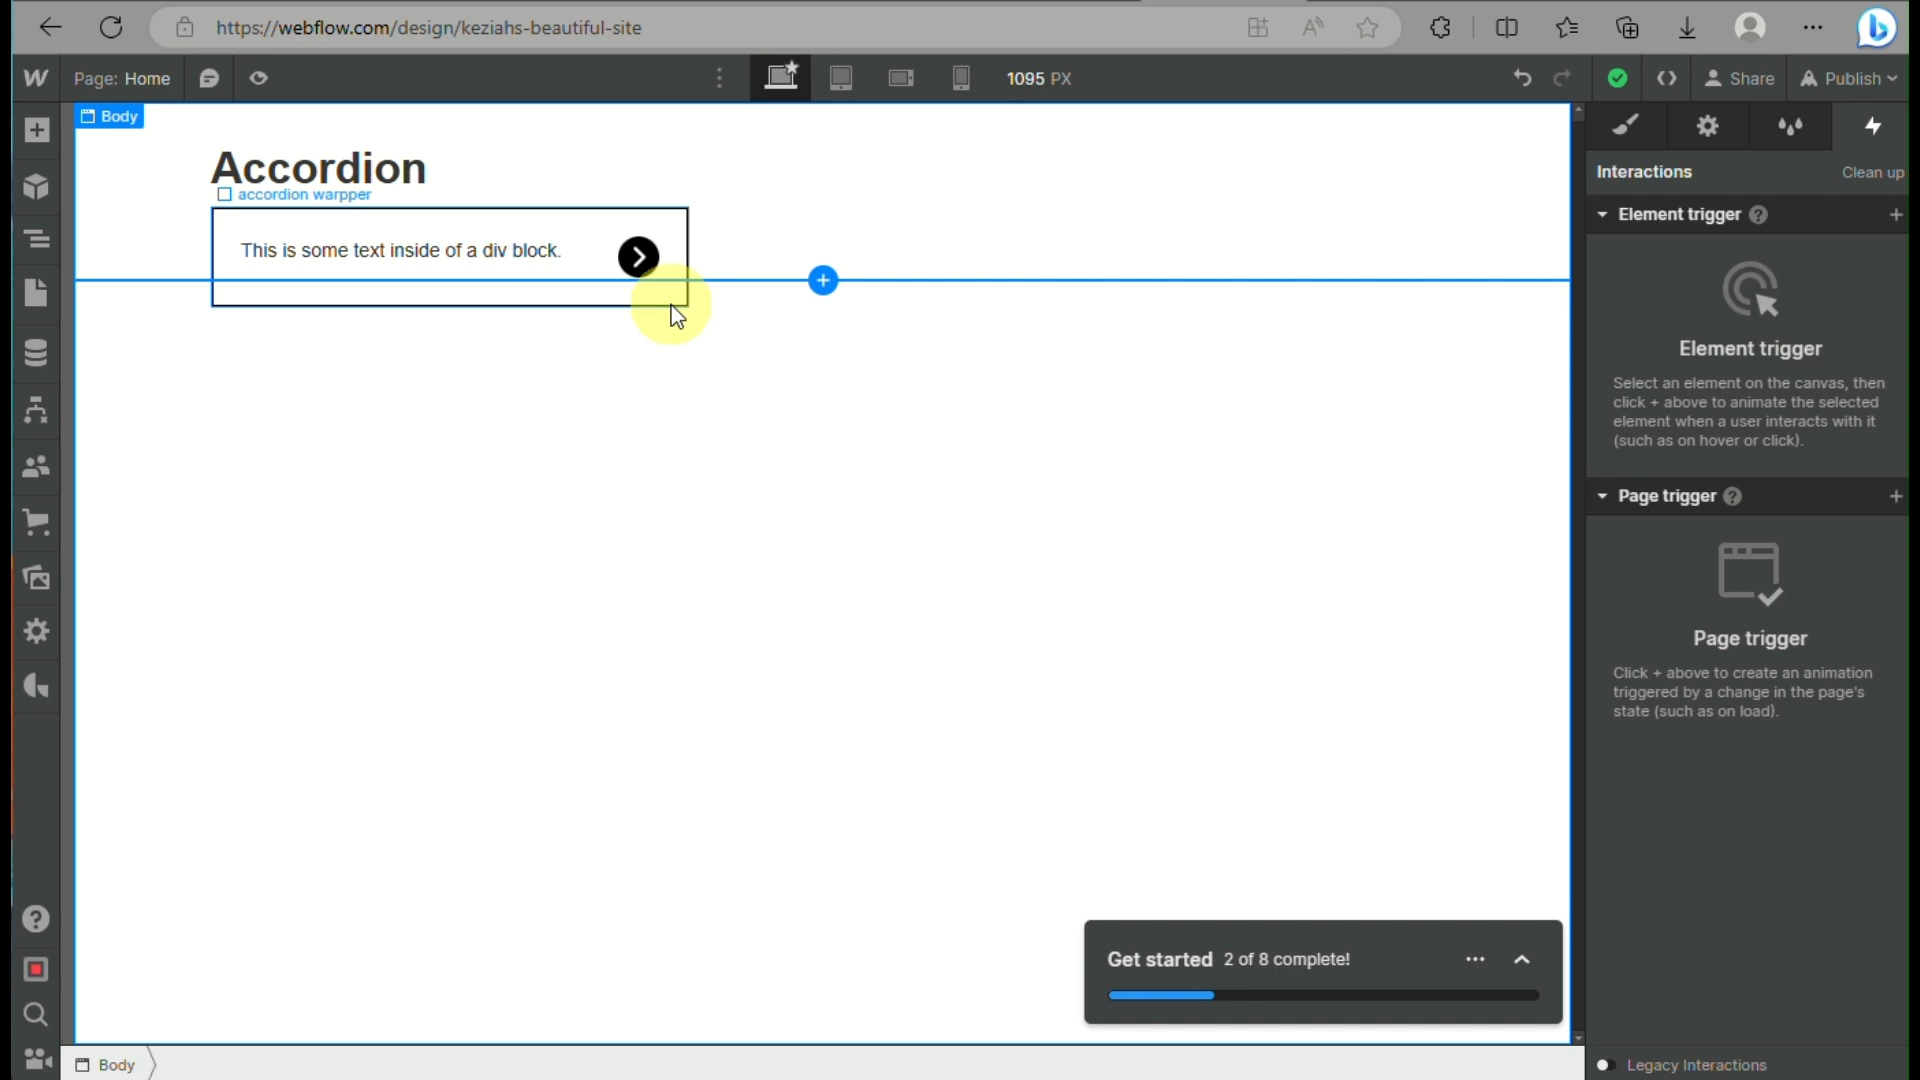 https://webflow.com/design/keziahs-beautiful-site
Page: Home
1095 PX
Share
Publish
Body
Accordion
accordion warpper
This is some text inside of a div block.
Interactions
Clean up
Element trigger
Element trigger
Select an element on the canvas, then
click + above to animate the selected
element when a user interacts with it
(such as on hover or click).
Page trigger
Page trigger
Click + above to create an animation
triggered by a change in the page's
state (such as on load).
Get started 2 of 8 complete!
Body
Legacy Interactions